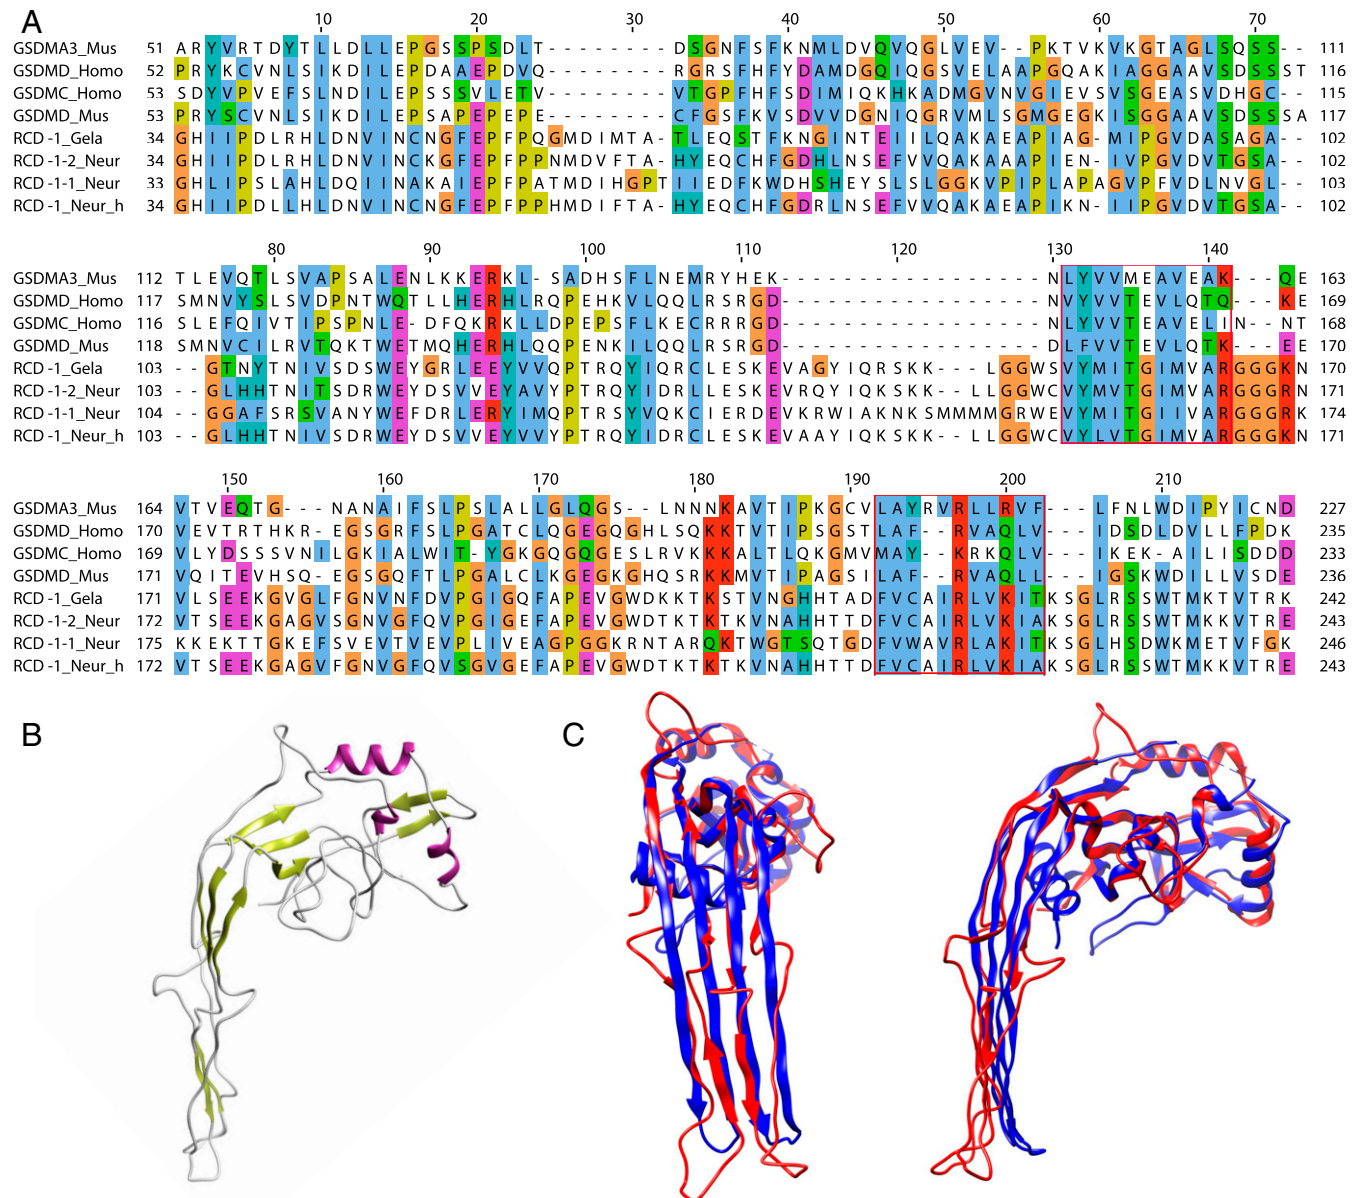 A
10 20 30 40 50 60 70
GSDMA3_Mus 51 ARYVRTDYTLLDLLEPGSSPSDLT--------DSGNFSFKNMLDVQVQGLVEV--PKTVKVKGTAGLSQSS-- 111
GSDMD_Homo 52 PRYKCVNLSIKDILEPDAAEPDVQ--------RGRSFHFYDAMDGQIQGSVELAAPGQAKIAGGAAVSDSSST 116
GSDMC_Homo 53 SDYVPVEFSLNDILEPSSSVLETV--------VTGPFHFSDIMIQKHKADMGVNVGIEVSVSGEASVDHGC-- 115
GSDMD_Mus 53 PRYSCVNLSIKDILEPSAPEPEPE--------CFGSFKVSDVVDGNIQGRVMLSGMGEGKISGGAAVSDSSSA 117
RCD-1_Gela 34 GHIIPDLRHLDNVINCNGFEPFPQGMDIMTA-TLEQSTFKNGINTEIILQAKAEAPIAG-MIPGVDASAGA-- 102
RCD-1-2_Neur 34 GHIIPDLRHLDNVINCKGFEPFPPNMDVFTA-HYEQCHFGDHLNSEFVVQAKAAAPIEN-IVPGVDVTGSA-- 102
RCD-1-1_Neur 33 GHLIPSLAHLDQIINAKAIEPFPATMDIHGPTIIEDFKWDHSHEYSLSLGGKVPIPLAPAGVPFVDLNVGL-- 103
RCD-1_Neur_h 34 GHIIPDLLHLDNVINCNGFEPFPPHMDIFTA-HYEQCHFGDRLNSEFVVQAKAEAPIKN-IIPGVDVTGSA-- 102
80 90 100 110 120 130 140
GSDMA3_Mus 112 TLEVQTLSVAPSALENLKKERKL-SADHSFLNEMRYHEK-----------------NLYVVMEAVEAK---QE 163
GSDMD_Homo 117 SMNVYSLSVDPNTWQTLLHERHLRQPEHKVLQQLRSRGD-----------------NVYVVTEVLQTQ---KE 169
GSDMC_Homo 116 SLEFQIVTIPSPNLE-DFQKRKLLDPEPSFLKECRRRGD-----------------NLYVVTEAVELIN--NT 168
GSDMD_Mus 118 SMNVCILRVTQKTWETMQHERHLQQPENKILQQLRSRGD-----------------DLFVVTEVLQTK---EE 170
RCD-1_Gela 103 --GTNYTNIVSDSWEYGRLEEYVVQPTRQYIQRCLESKEVAGYIQRSKK---LGGWSVYMITGIMVARGGGKN 170
RCD-1-2_Neur 103 --GLHHTNITSDRWEYDSVEYAVYPTRQYIDRLLESKEVRQYIQKSKK--LLGGWCVYMVTGIMVARGGGRN 171
RCD-1-1_Neur 104 --GGAFSRSVANYWEFDRLERYIMQPTRSYVQKCIERDEVKRWIAKNKSMMMMGRWEVYMITGIIVARGGGRK 174
RCD-1_Neur_h 103 --GLHHTNIVSDRWEYDSVVEYVVYPTRQYIDRCLESKEVAAYIQKSKK--LLGGWCVYLVTGIMVARGGGKN 171
150 160 170 180 190 200 210
GSDMA3_Mus 164 VTVEQTG---NANAIFSLPSLALLGLQGS--LNNNKAVTIPKGCVLAYRVRLLRVF---LFNLWDIPYICND 227
GSDMD_Homo 170 VEVTRTHKR-EGSGRFSLPGATCLQGEGQGHLSQKKAVTIPSGSTLAF--RVAQLV---IDSDLDVLLFPDK 235
GSDMC_Homo 169 VLYDSSSVNILGKIALWIT-YGKGQGQGESLRVKKKALTLQKGMVMAY--KRKQLV---IKEK-AILISDDD 233
GSDMD_Mus 171 VQITEVHSQ-EGSGQFTLPGALCLKGEGKGHQSRKKMVTIPAGSILAF--RVAQLL---IGSKWDILLVSDE 236
RCD-1_Gela 171 VLSEEKGVGLFGNVNFDVPGIGQFAPEVGWDKKTKSTVNGHHTADFVCAIRLVKITKSGLRSSWTMKTVTRK 242
RCD-1-2_Neur 172 VTSEEKGAGVSGNVGFQVPGIGEFAPEVGWDTKTKTKVNAHHTTDFVCAIRLAKIAKSGLRSSWTMKKVTRE 243
RCD-1-1_Neur 175 KKEKTTGKEFSVEVTVEPLIVEAGPGGKRNTARQKTWGTSQTGDFVWAVRLAKITKSGLHSDWKMETVFGK 246
RCD-1_Neur_h 172 VTSEEKGAGVFGNVGFQVSGVGEFAPEVGWDTKTKTKVNAHHTTDFVCAIRLVKIAKSGLRSSWTMKKVTRE 243
B
C